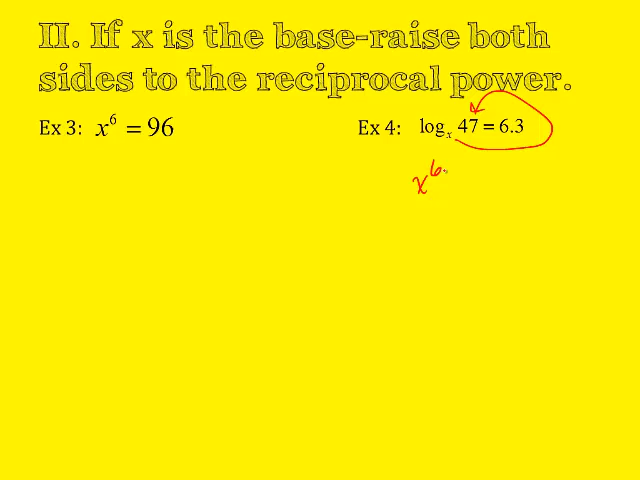 II. If x is the base-raise both
sides to the reciprocal power.
Ex 3: x⁶ = 96
Ex 4: logₓ 47 = 6.3
x⁶·